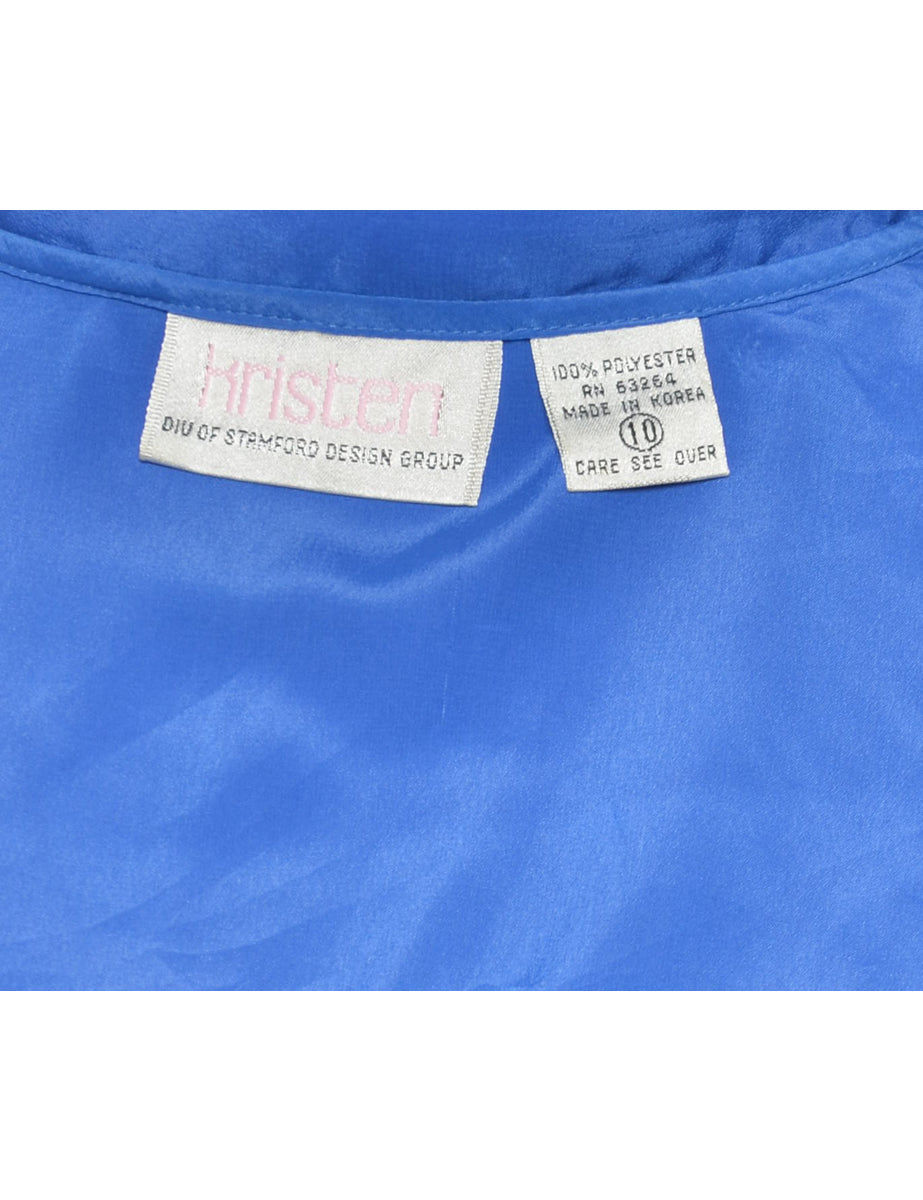 kristen
DIV OF STAMFORD DESIGN GROUP
100% POLYESTER
RN 63264
MADE IN KOREA
10
CARE SEE OVER